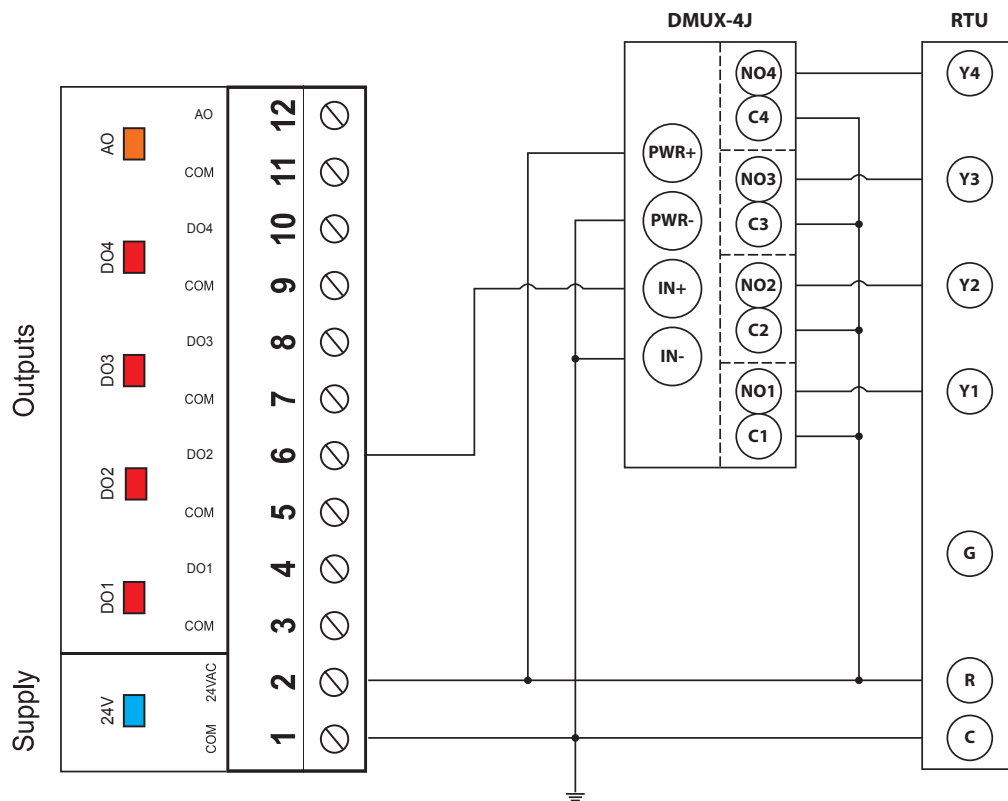 DMUX-4J
RTU
Outputs
AO
AO
12
COM
11
DO4
DO4
10
COM
9
DO3
DO3
8
COM
7
DO2
DO2
6
COM
5
DO1
DO1
4
COM
3
Supply
24V
24VAC
2
COM
1
PWR+
PWR-
IN+
IN-
NO4
C4
NO3
C3
NO2
C2
NO1
C1
Y4
Y3
Y2
Y1
G
R
C